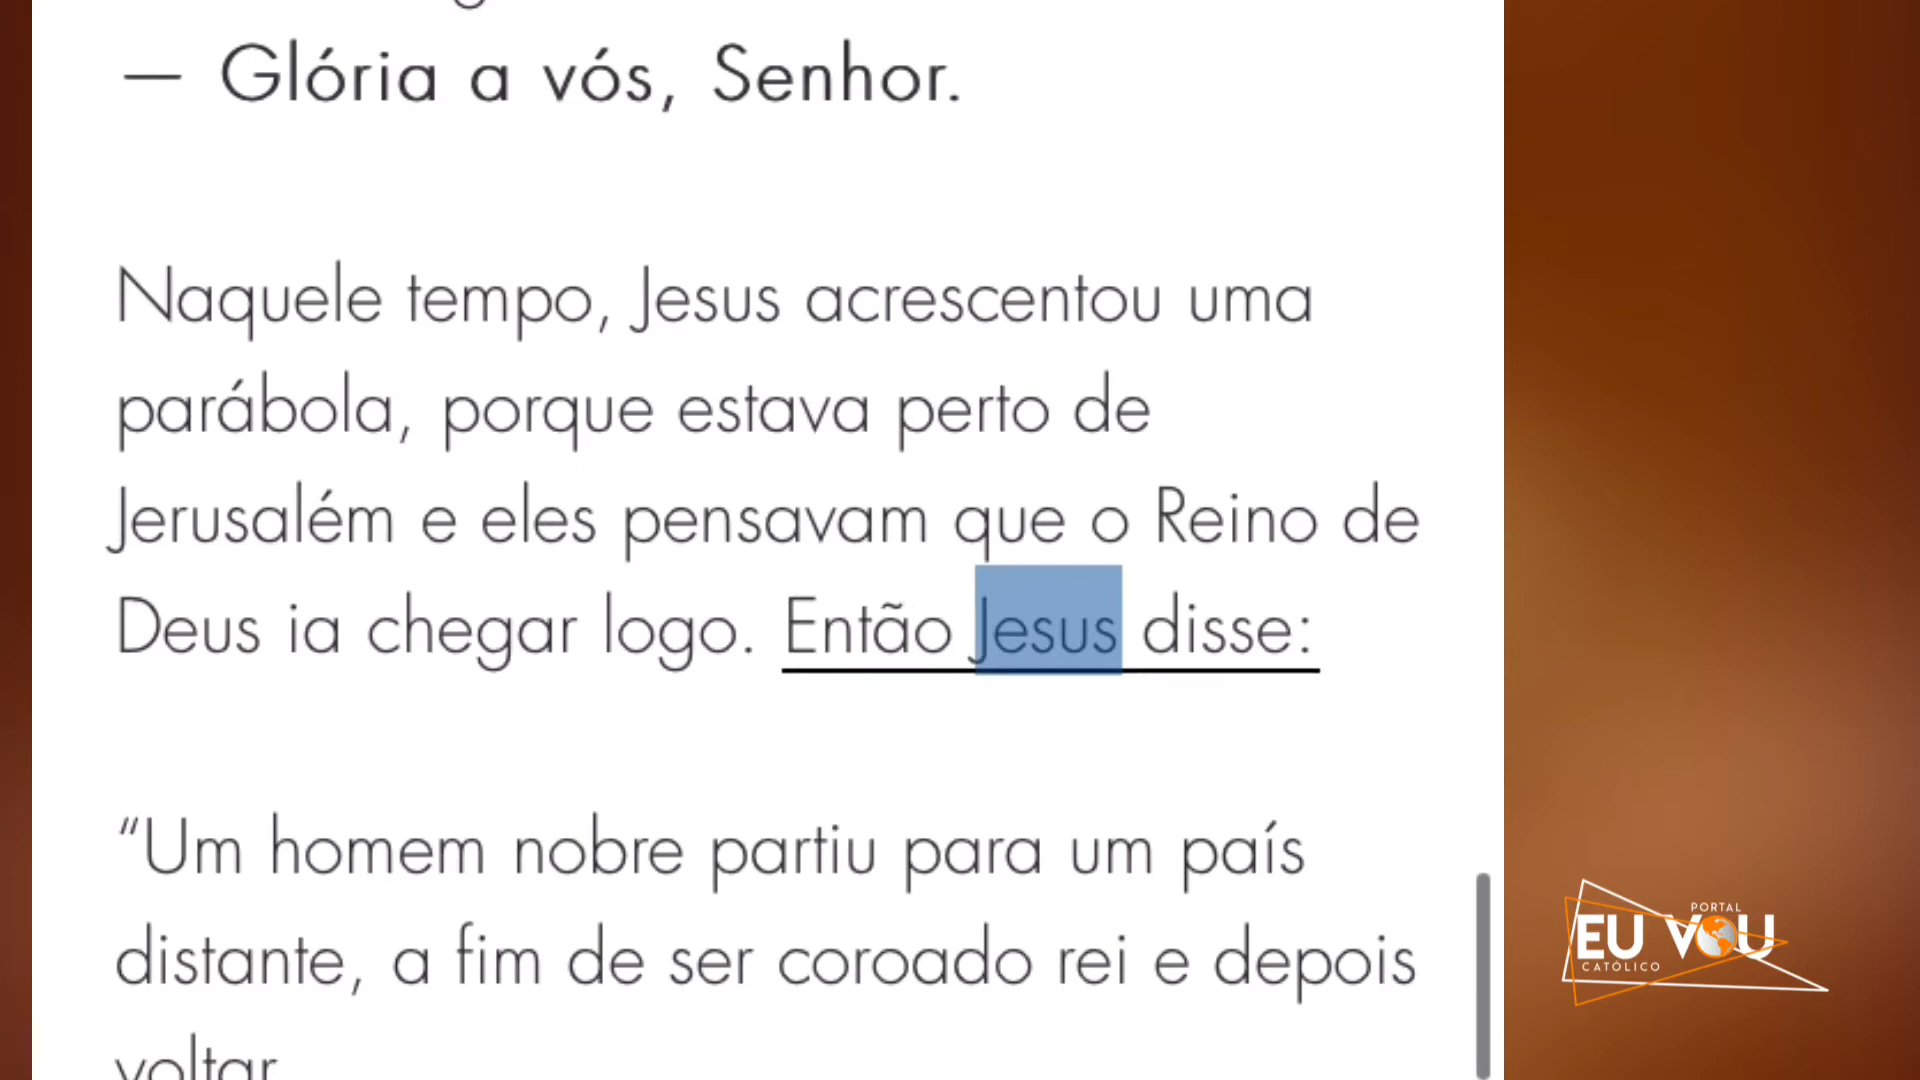 — Glória a vós, Senhor.
Naquele tempo, Jesus acrescentou uma
parábola, porque estava perto de
Jerusalém e eles pensavam que o Reino de
Deus ia chegar logo. Então Jesus disse:
“Um homem nobre partiu para um país
distante, a fim de ser coroado rei e depois
voltar
PORTAL
EU VOU
CATÓLICO